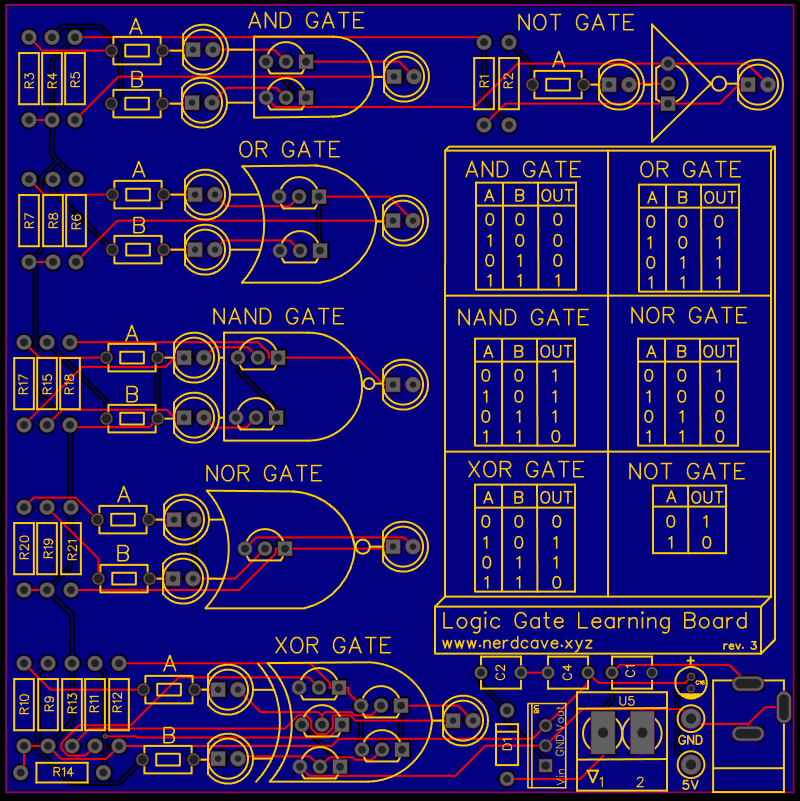 AND GATE
NOT GATE
A
B
R3 R4 R5
R1 R2
A
OR GATE
A
B
R7 R8 R6
AND GATE
A B OUT
0 0 0
1 0 0
0 1 0
1 1 1
OR GATE
A B OUT
0 0 0
1 0 1
0 1 1
1 1 1
NAND GATE
A
B
R17 R15 R18
NAND GATE
A B OUT
0 0 1
1 0 1
0 1 1
1 1 0
NOR GATE
A B OUT
0 0 1
1 0 0
0 1 0
1 1 0
NOR GATE
A
B
R20 R19 R21
XOR GATE
A B OUT
0 0 0
1 0 1
0 1 1
1 1 0
NOT GATE
A OUT
0 1
1 0
Logic Gate Learning Board
www.nerdcave.xyz
rev. 3
XOR GATE
A
B
R10 R9 R13 R11 R12
R14
C2 C4 C1
+
C16
D1
Vin GND Vout
U5
1 2
GND
5V